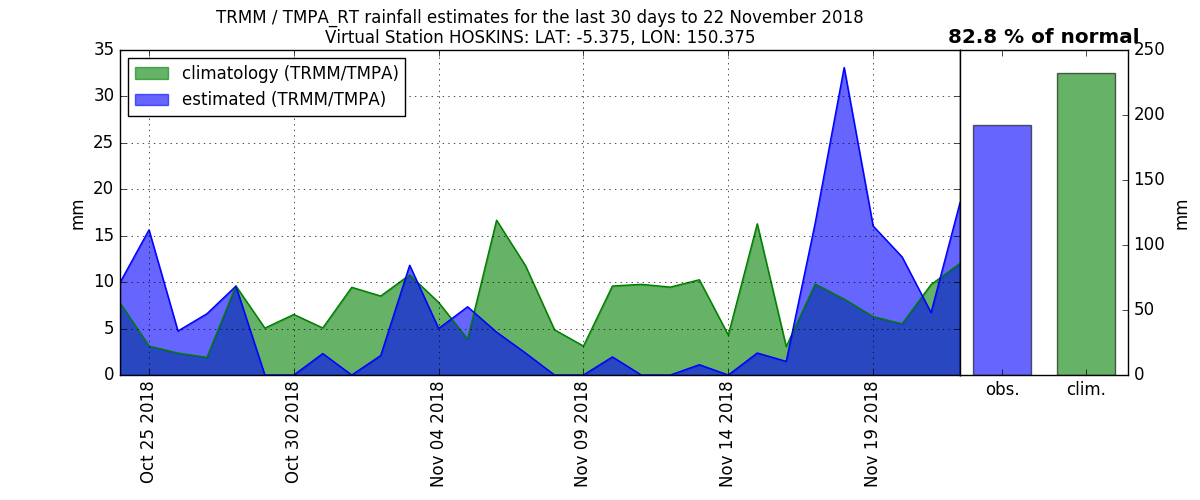 TRMM / TMPA_RT rainfall estimates for the last 30 days to 22 November 2018
Virtual Station HOSKINS: LAT: -5.375, LON: 150.375
82.8 % of normal
climatology (TRMM/TMPA)
estimated (TRMM/TMPA)
35
30
25
20
15
10
5
0
mm
Oct 25 2018
Oct 30 2018
Nov 04 2018
Nov 09 2018
Nov 14 2018
Nov 19 2018
obs.
clim.
250
200
150
100
50
0
mm